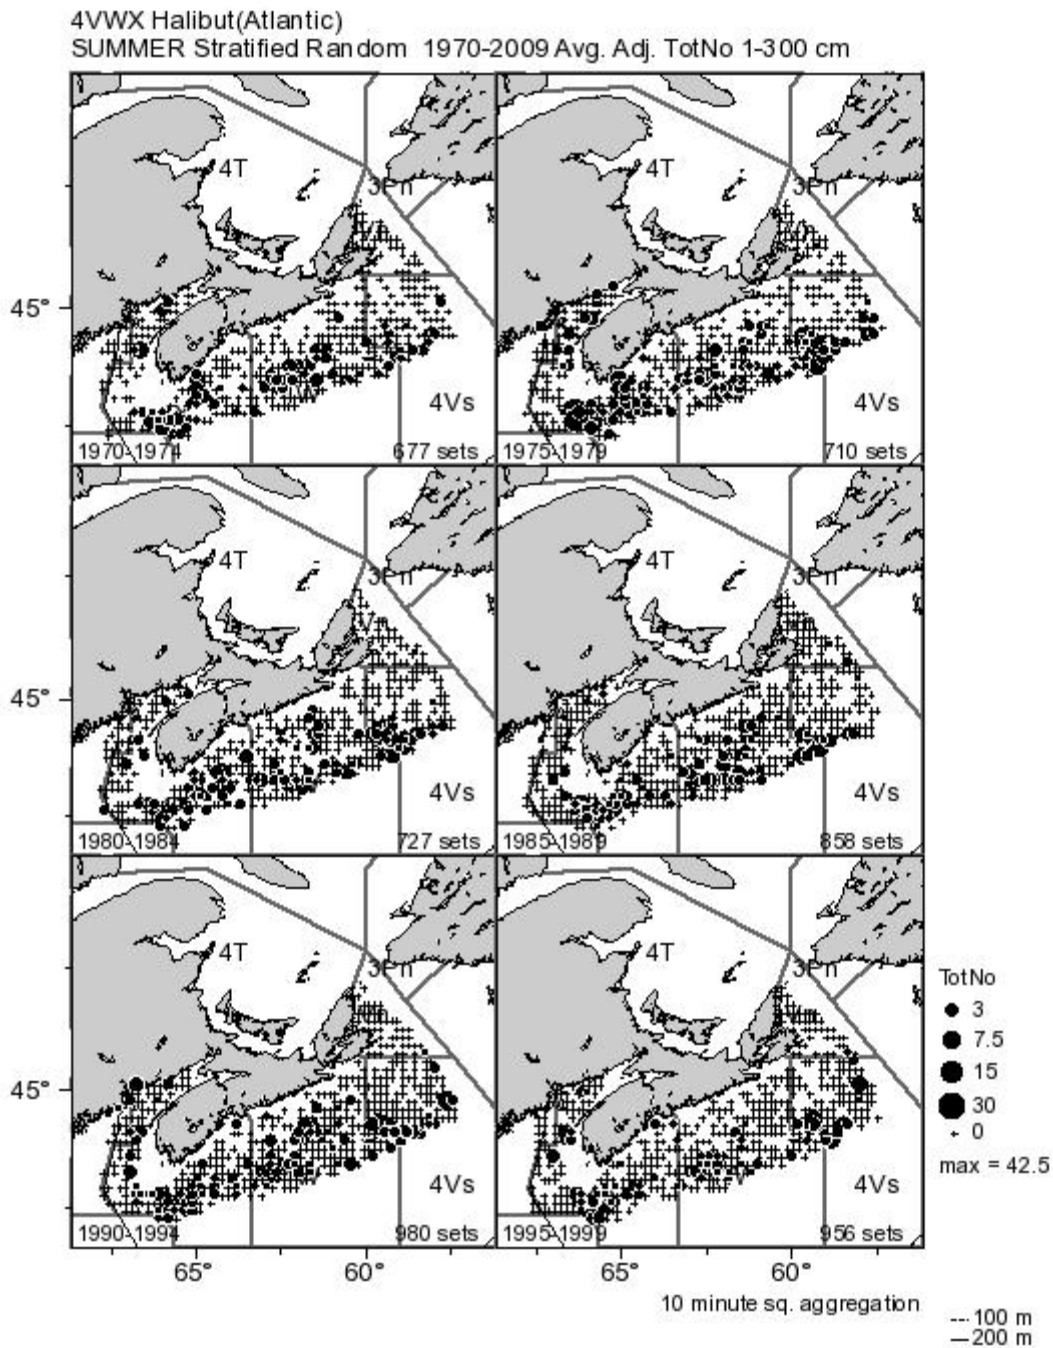 4VWX Halibut(Atlantic)
SUMMER Stratified Random 1970-2009 Avg. Adj. TotNo 1-300 cm
4T
3Pn
4T
3Pn
45°
4Vs
4Vs
1970-1974
677 sets
1975-1979
710 sets
4T
3Pn
4T
3Pn
45°
4Vs
4Vs
1980-1984
727 sets
1985-1989
858 sets
4T
3Pn
4T
3Pn
TotNo
3
7.5
15
30
0
max = 42.5
45°
4Vs
4Vs
1990-1994
980 sets
1995-1999
956 sets
65°
60°
65°
60°
10 minute sq. aggregation
--- 100 m
— 200 m